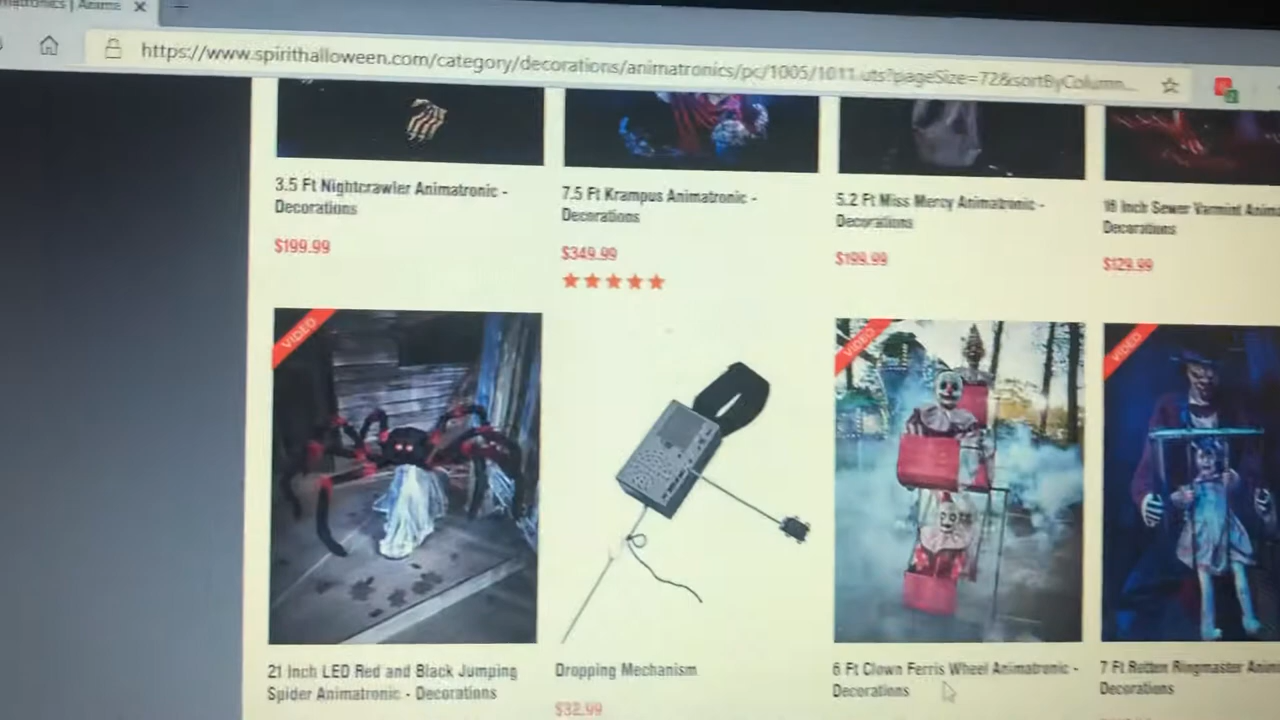 https://www.spirithalloween.com/category/decorations/animatronics/pc/1005/1011.uts?pageSize=72&sortByColumn...
3.5 Ft Nightcrawler Animatronic -
Decorations
$199.99
7.5 Ft Krampus Animatronic -
Decorations
$349.99
5.2 Ft Miss Mercy Animatronic -
Decorations
$199.99
16 Inch Sewer Varmint Anim
Decorations
$129.99
VIDEO
VIDEO
VIDEO
21 Inch LED Red and Black Jumping
Spider Animatronic - Decorations
Dropping Mechanism
$32.99
6 Ft Clown Ferris Wheel Animatronic -
Decorations
7 Ft Rotten Ringmaster Anim
Decorations